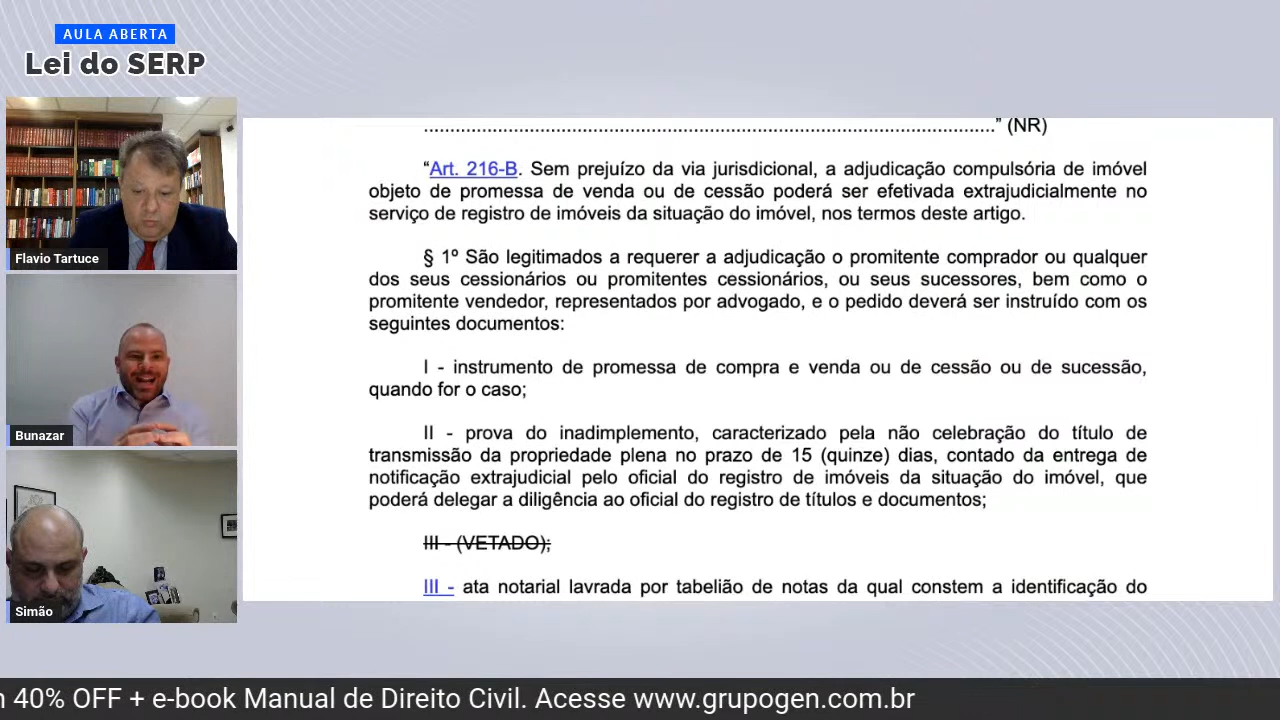 AULA ABERTA
Lei do SERP
Flavio Tartuce
Bunazar
Simão
..............................................................................................................” (NR)
“Art. 216-B. Sem prejuízo da via jurisdicional, a adjudicação compulsória de imóvel
objeto de promessa de venda ou de cessão poderá ser efetivada extrajudicialmente no
serviço de registro de imóveis da situação do imóvel, nos termos deste artigo.
§ 1º São legitimados a requerer a adjudicação o promitente comprador ou qualquer
dos seus cessionários ou promitentes cessionários, ou seus sucessores, bem como o
promitente vendedor, representados por advogado, e o pedido deverá ser instruído com os
seguintes documentos:
I - instrumento de promessa de compra e venda ou de cessão ou de sucessão,
quando for o caso;
II - prova do inadimplemento, caracterizado pela não celebração do título de
transmissão da propriedade plena no prazo de 15 (quinze) dias, contado da entrega de
notificação extrajudicial pelo oficial do registro de imóveis da situação do imóvel, que
poderá delegar a diligência ao oficial do registro de títulos e documentos;
III - (VETADO);
III - ata notarial lavrada por tabelião de notas da qual constem a identificação do
40% OFF + e-book Manual de Direito Civil. Acesse www.grupogen.com.br